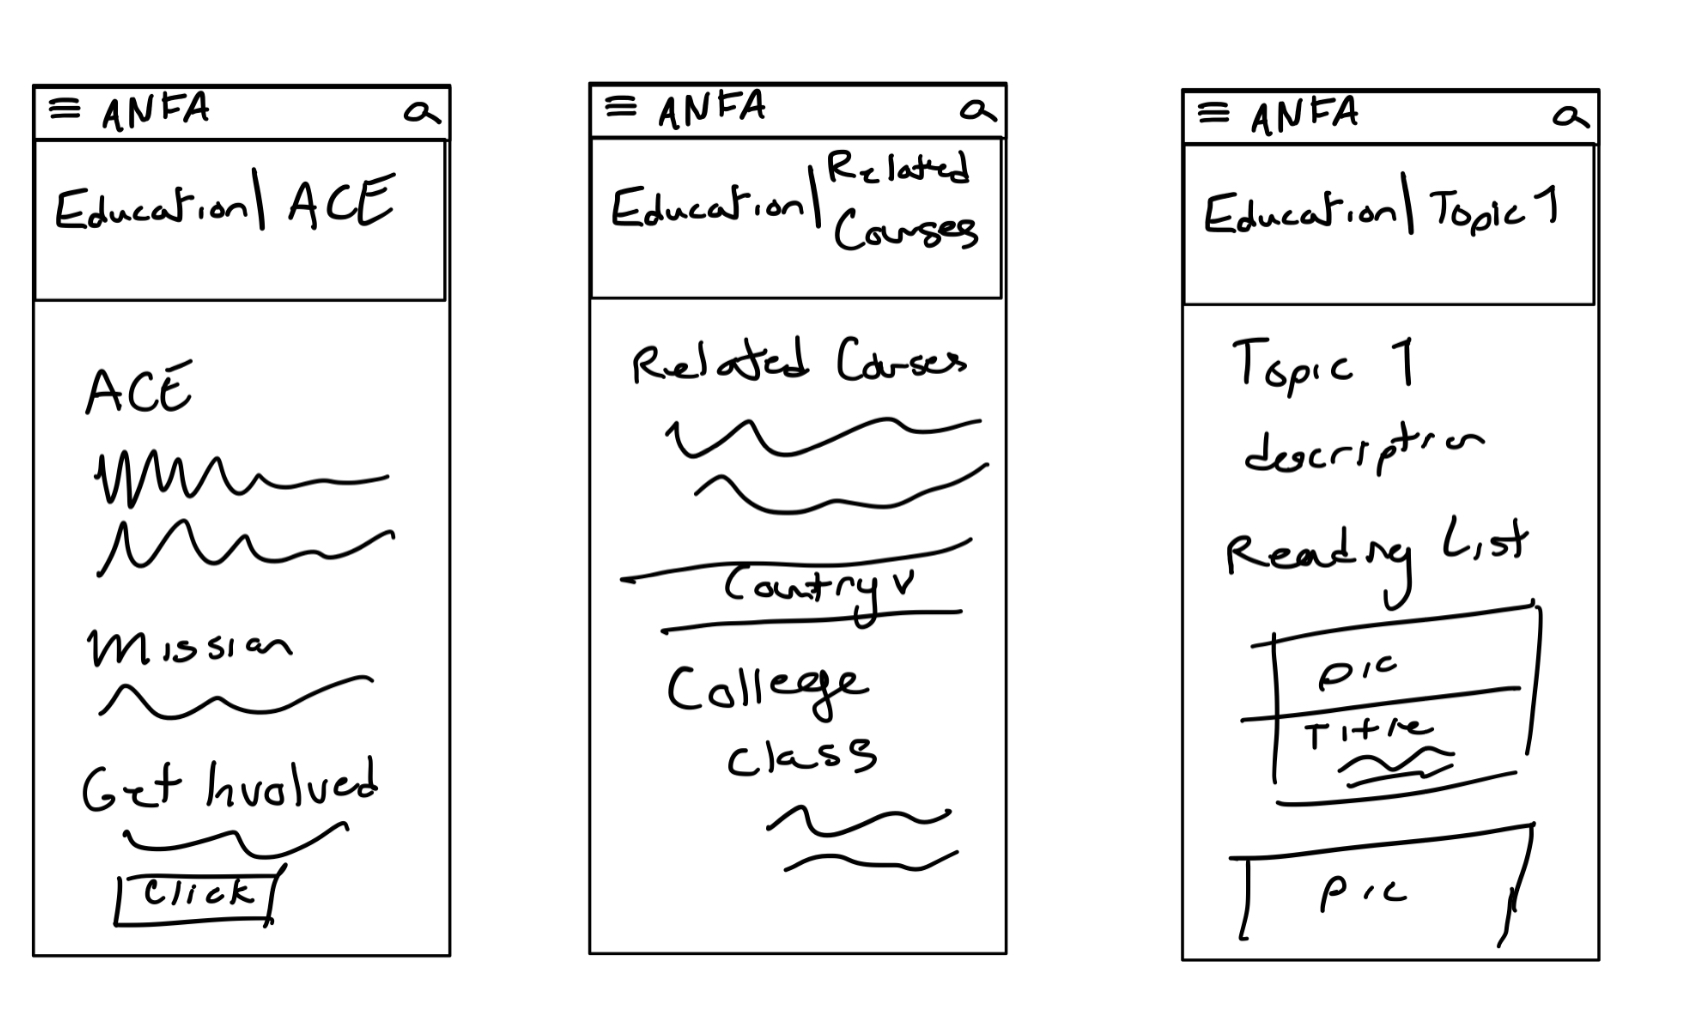 ANFA
Education | ACE
ACE
Mission
Get Involved
Click
ANFA
Education | Related
Courses
Related Courses
Country v
College
class
ANFA
Education | Topic 1
Topic 1
description
Reading List
pic
Title
pic